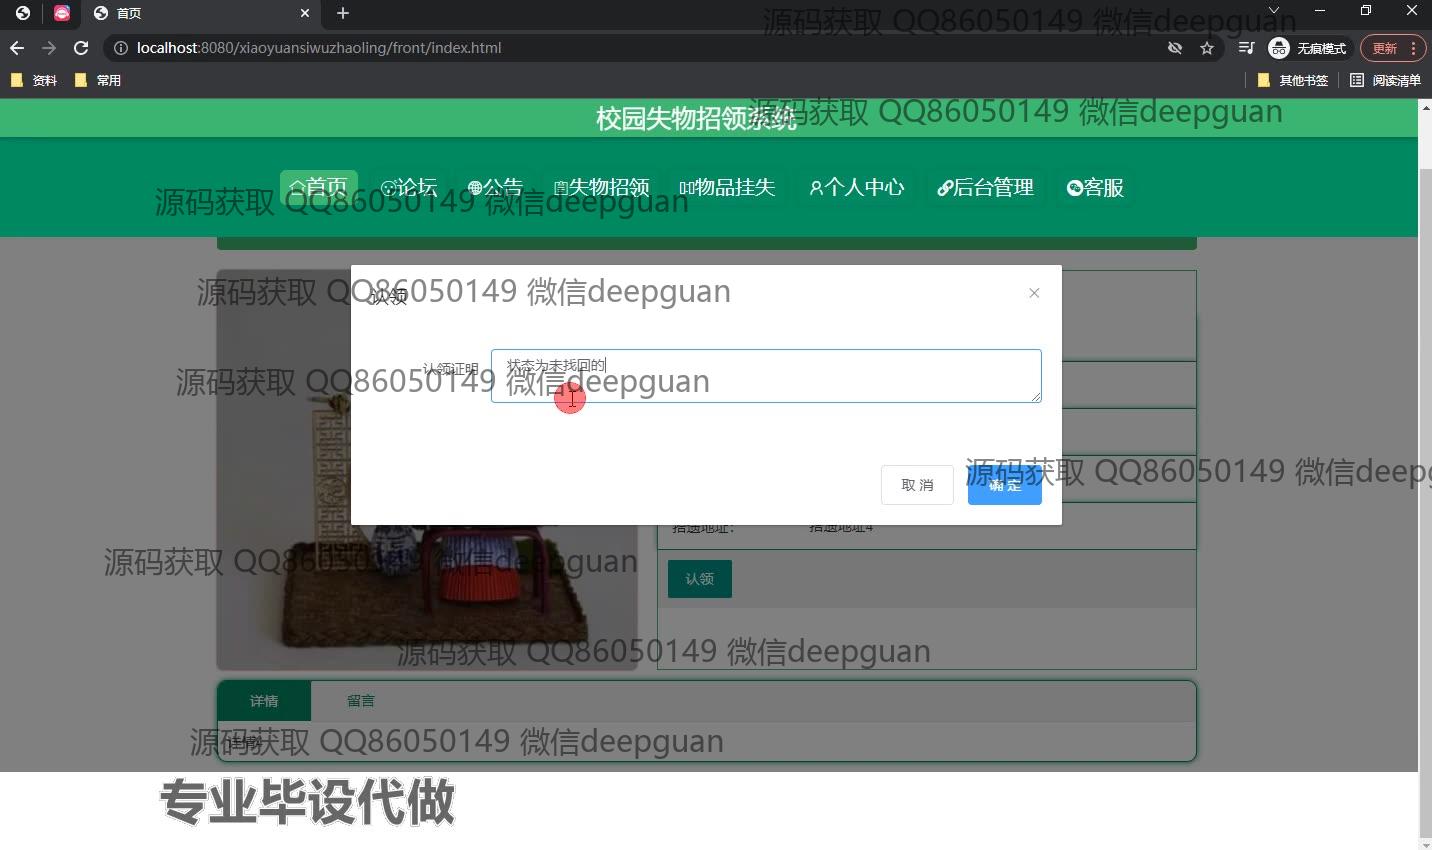 首页
localhost:8080/xiaoyuansiwuzhaoling/front/index.html
无痕模式
更新
资料
常用
其他书签
阅读清单
源码获取 QQ86050149 微信deepguan
校园失物招领系统
源码获取 QQ86050149 微信deepguan
首页
论坛
公告
失物招领
物品挂失
个人中心
后台管理
客服
源码获取 QQ86050149 微信deepguan
认领
源码获取 QQ86050149 微信deepguan
认领证明
状态为未找回的
源码获取 QQ86050149 微信deepguan
取 消
确 定
源码获取 QQ86050149 微信deepg
拾遗地址：
拾遗地址4
源码获取 QQ86050149 微信deepguan
认领
源码获取 QQ86050149 微信deepguan
详情
留言
源码获取 QQ86050149 微信deepguan
专业毕设代做